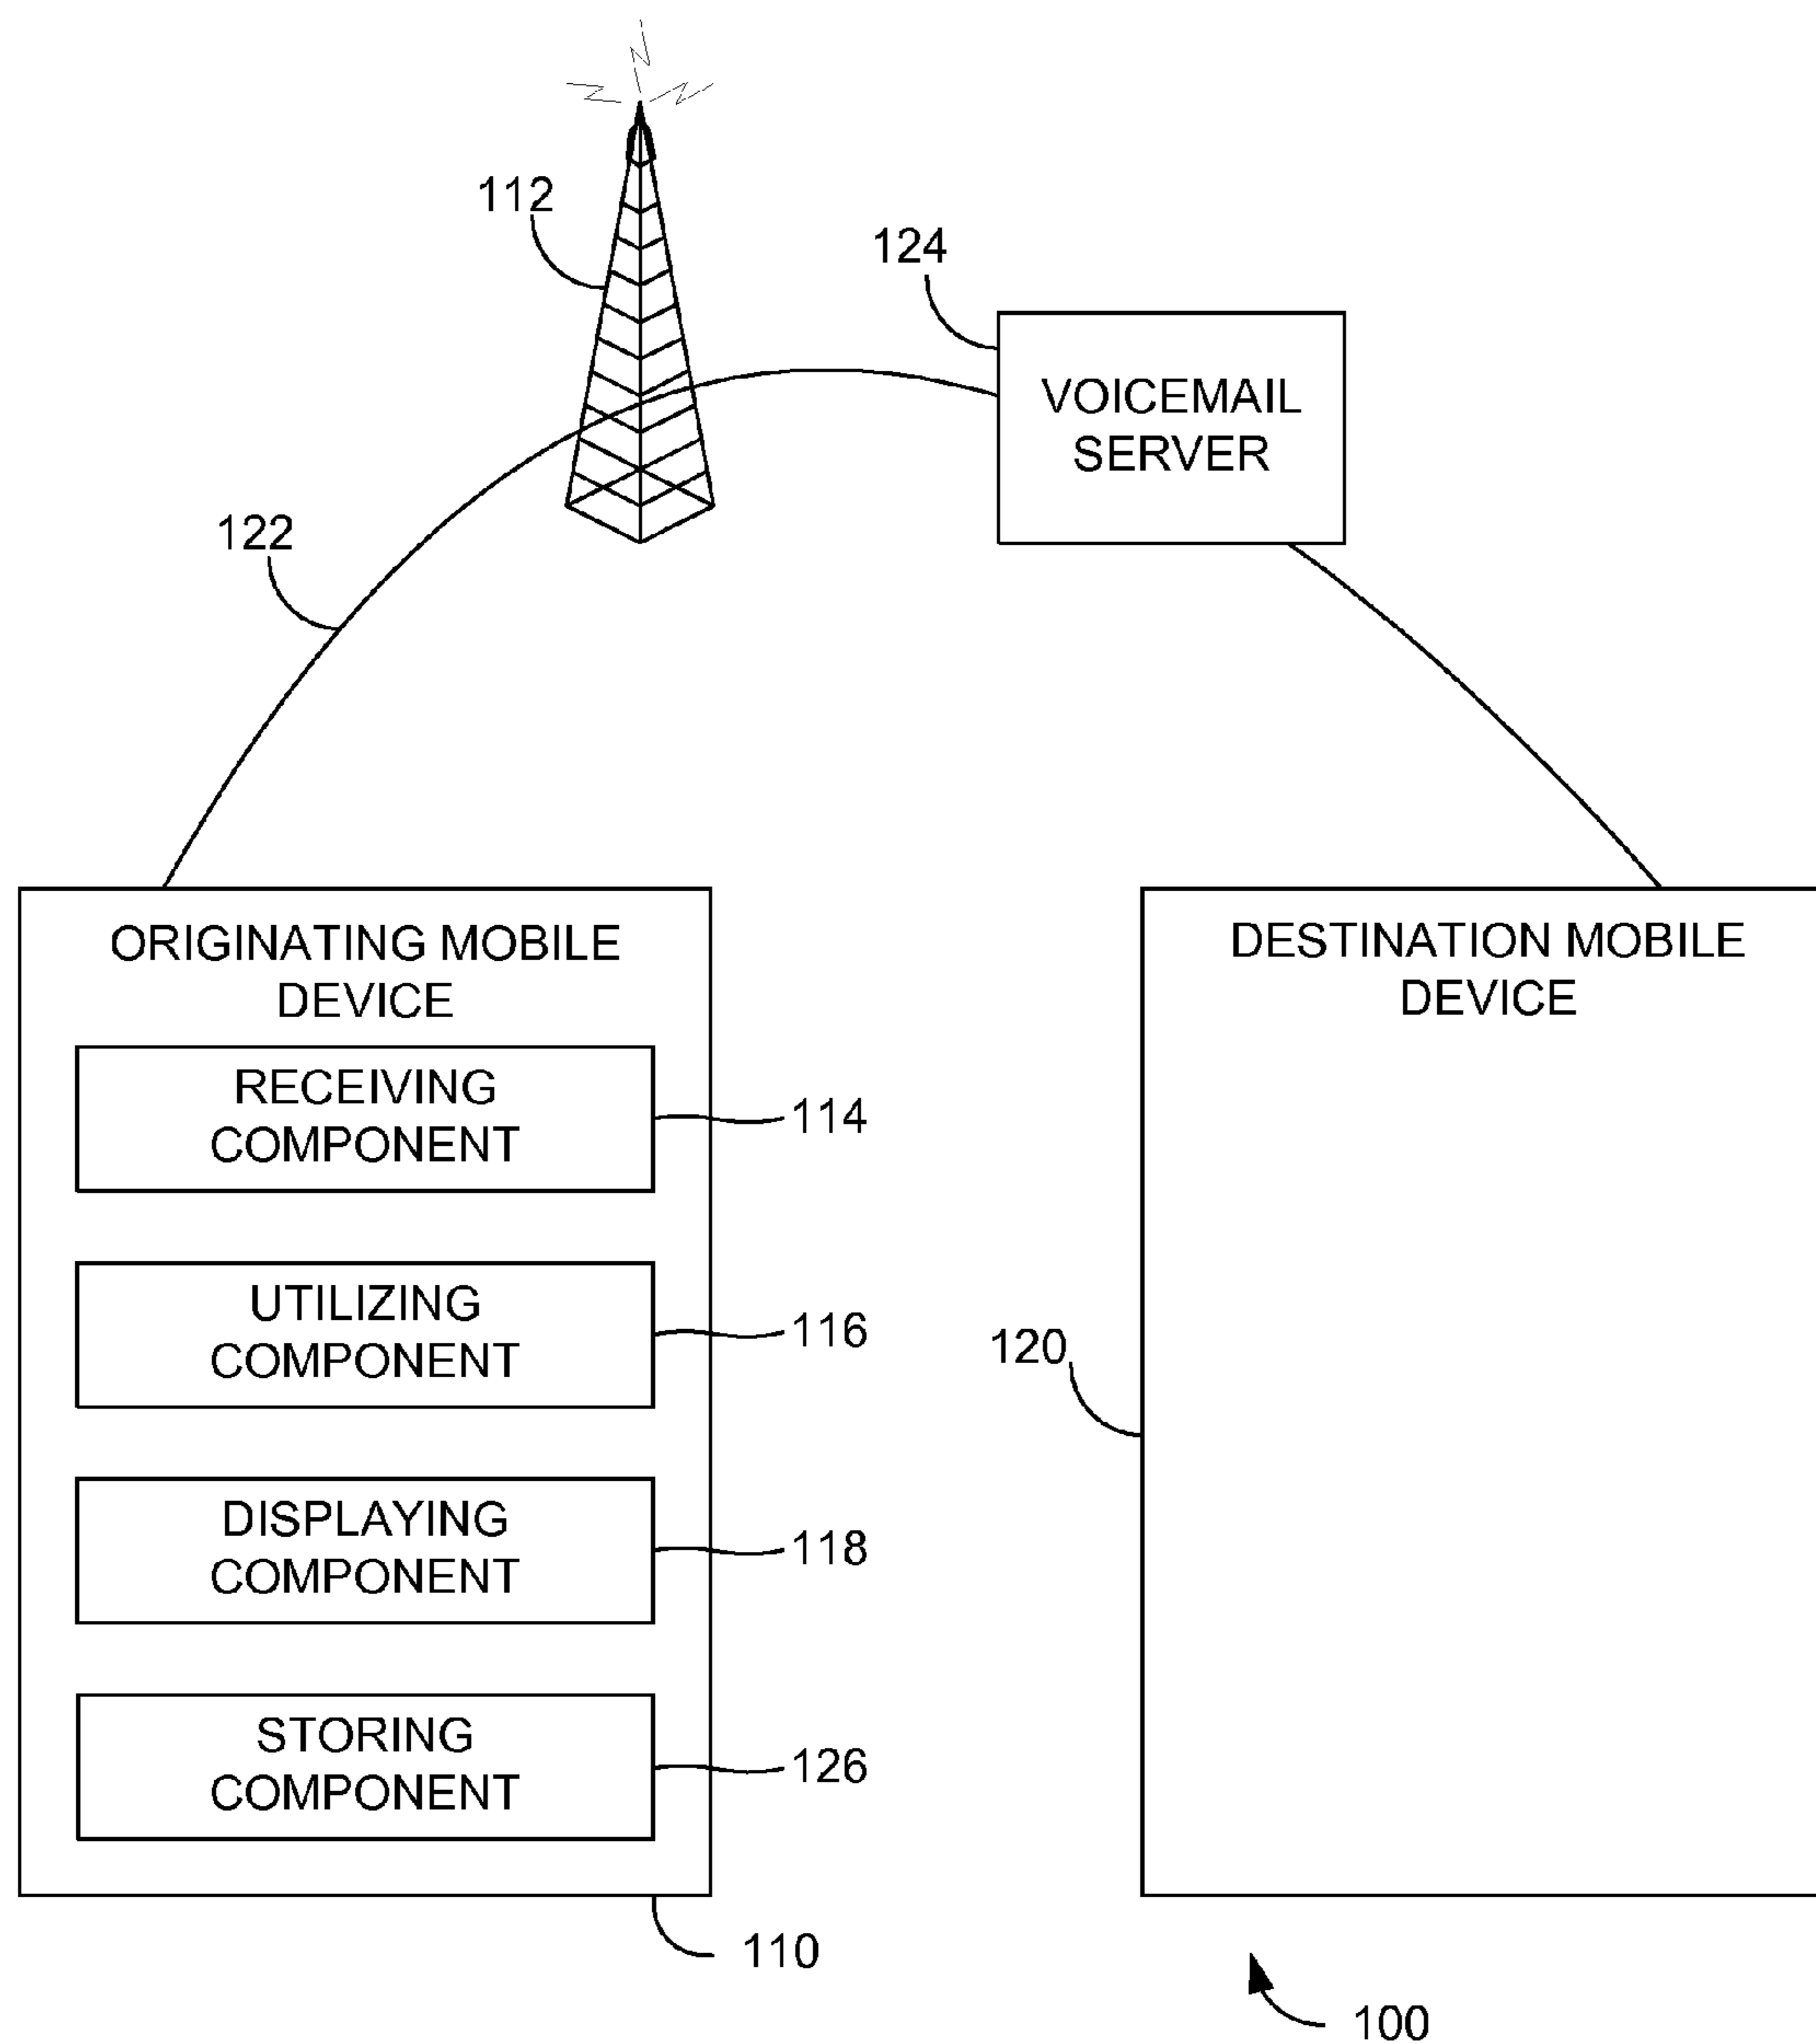 112
124
VOICEMAIL
SERVER
122
ORIGINATING MOBILE
DEVICE
DESTINATION MOBILE
DEVICE
RECEIVING
COMPONENT
114
UTILIZING
COMPONENT
116
120
DISPLAYING
COMPONENT
118
STORING
COMPONENT
126
110
100